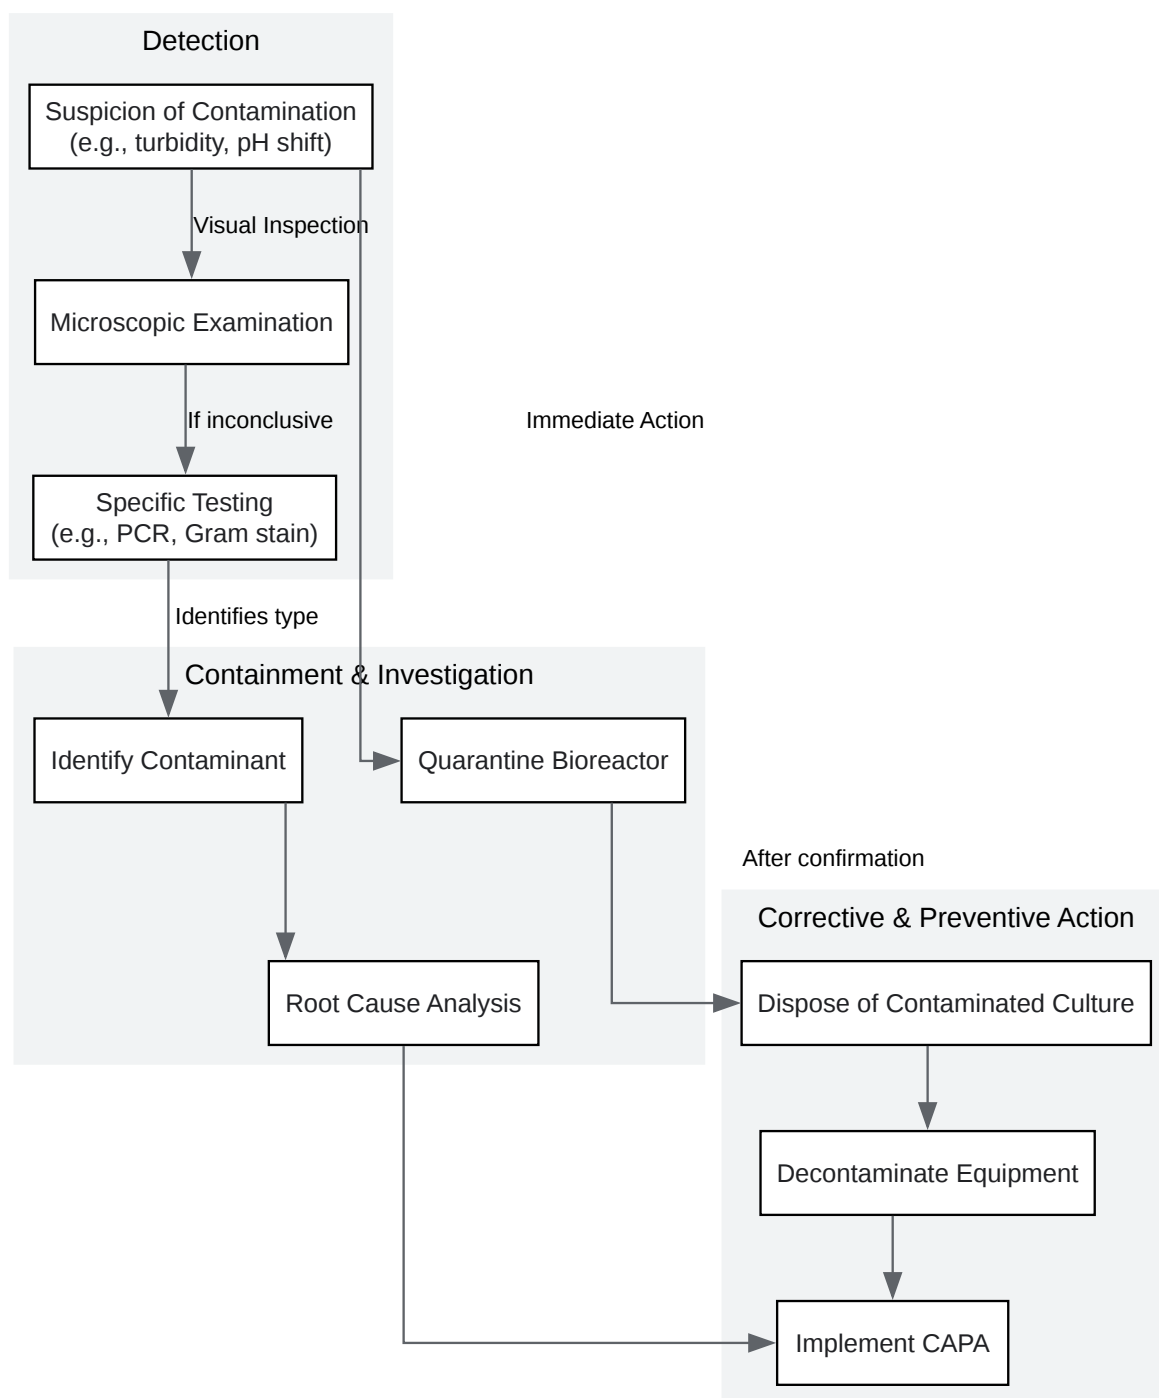 Detection
Suspicion of Contamination
(e.g., turbidity, pH shift)
Visual Inspection
Microscopic Examination
If inconclusive
Immediate Action
Specific Testing
(e.g., PCR, Gram stain)
Identifies type
Containment & Investigation
Identify Contaminant
Quarantine Bioreactor
After confirmation
Corrective & Preventive Action
Root Cause Analysis
Dispose of Contaminated Culture
Decontaminate Equipment
Implement CAPA